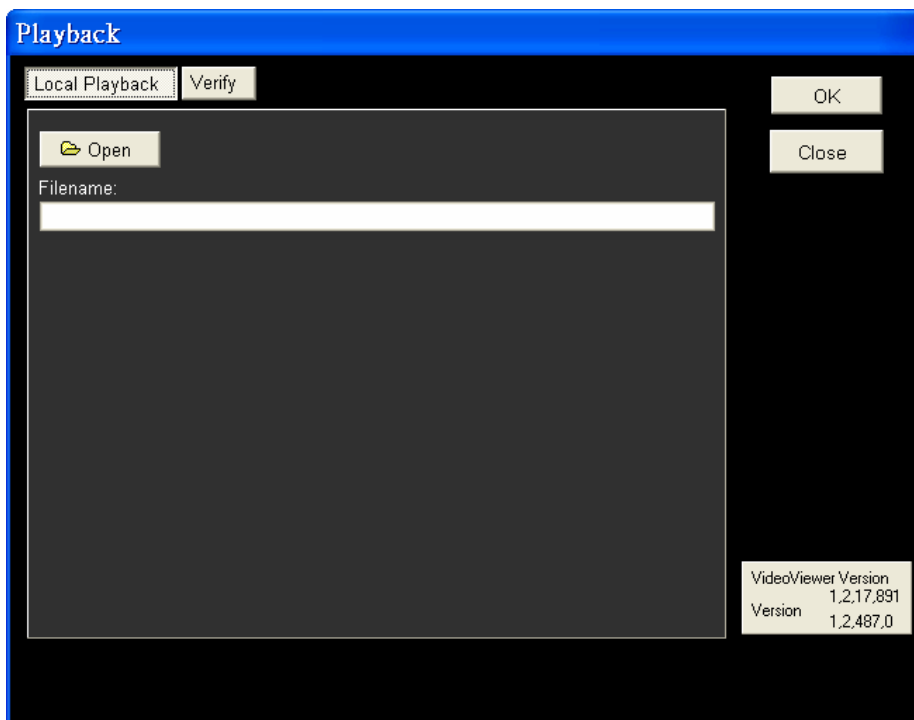 Playback
Local Playback
Verify
OK
Open
Close
Filename:
VideoViewer Version
1,2,17,891
Version
1,2,487,0